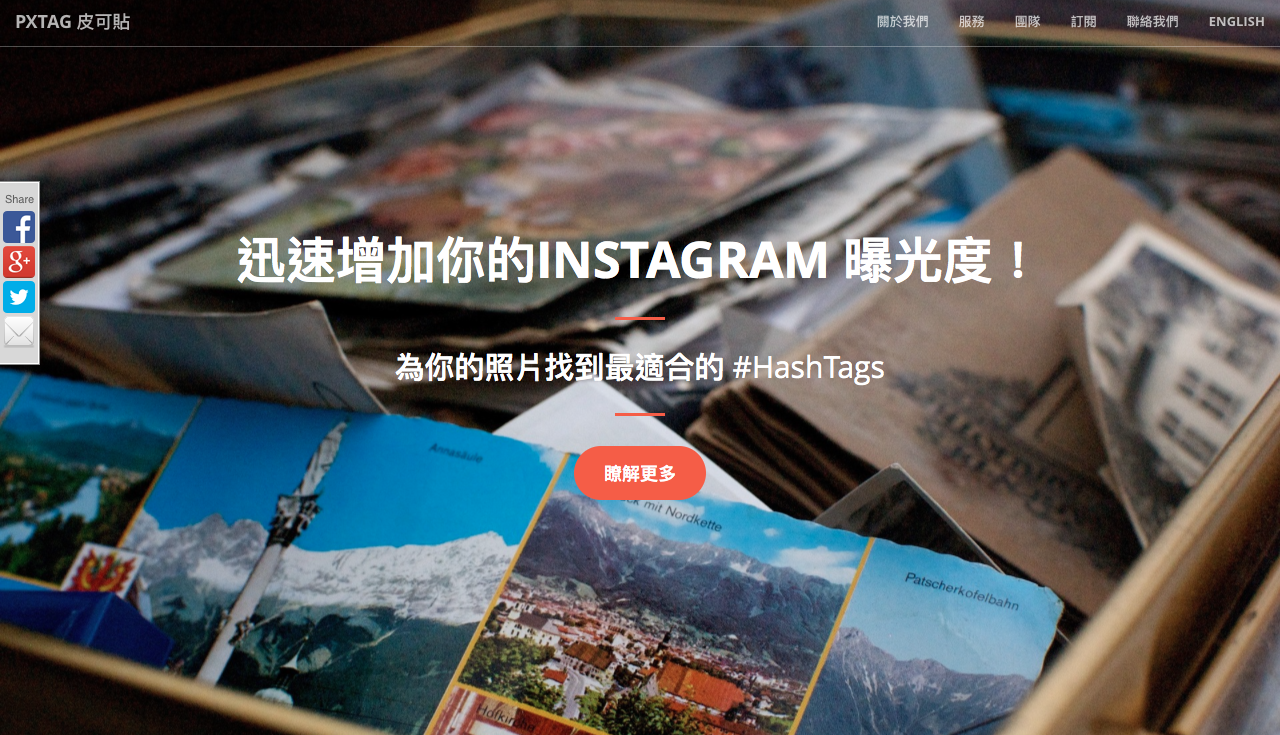 PXTAG 皮可貼
關於我們 服務 團隊 訂閱 聯絡我們 ENGLISH
Share
迅速增加你的INSTAGRAM 曝光度！
為你的照片找到最適合的 #HashTags
瞭解更多
Annasäule
mit Nordkette
Patscherkofelbahn
Hofkirche